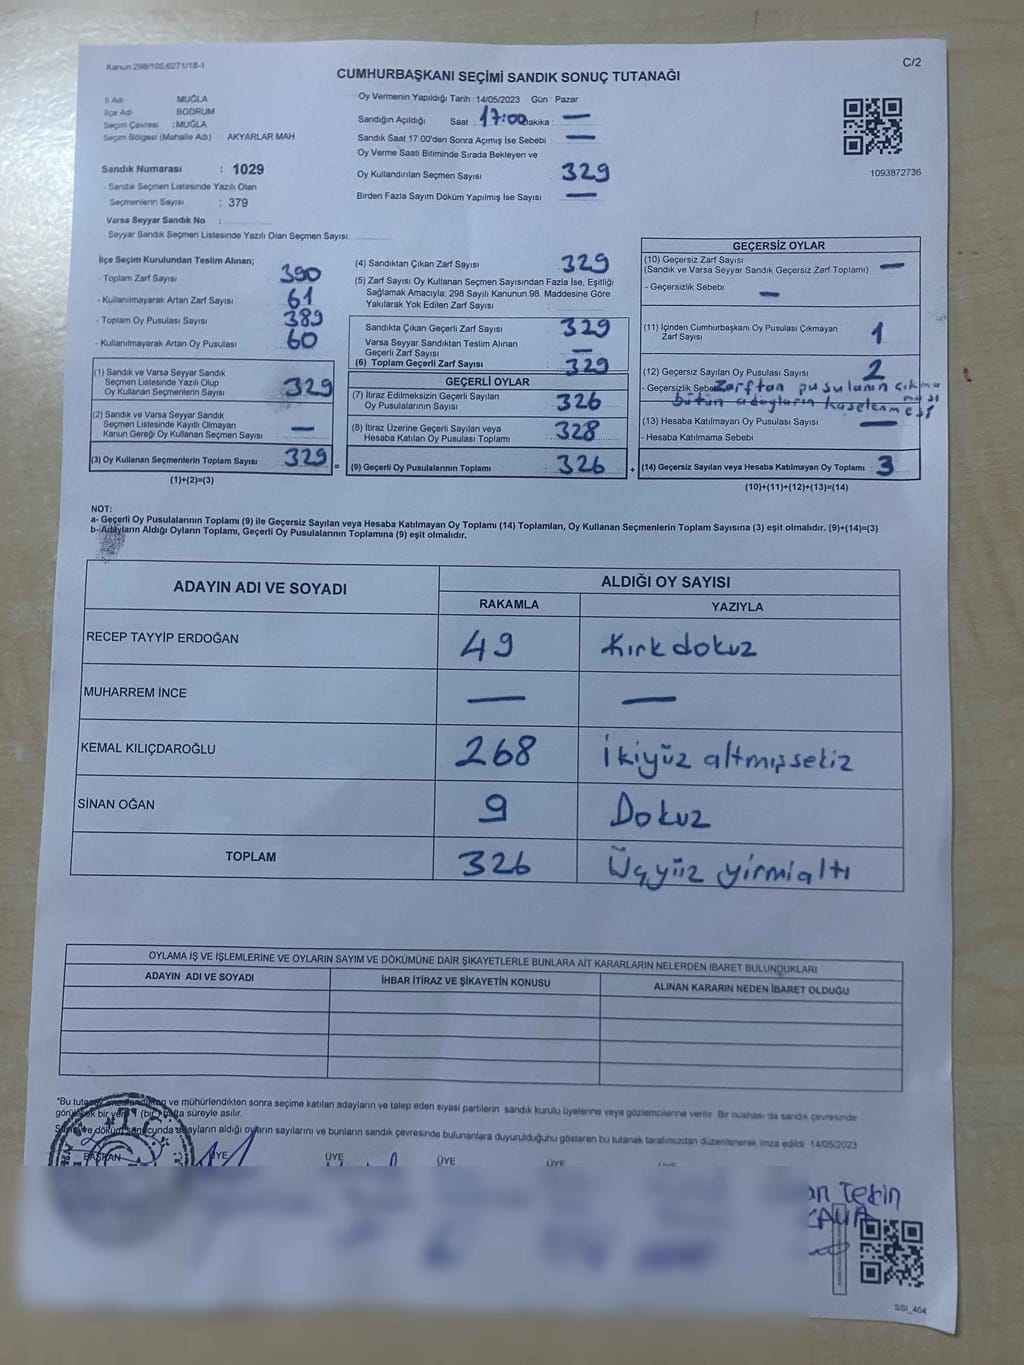 Kanun:298/105;6271/18-1
C/2
CUMHURBAŞKANI SEÇİMİ SANDIK SONUÇ TUTANAĞI
İl Adı MUĞLA
İlçe Adı BODRUM
Seçim Çevresi : MUĞLA
Seçim Bölgesi (Mahalle Adı) : AKYARLAR MAH
Sandık Numarası : 1029
- Sandık Seçmen Listesinde Yazılı Olan
Seçmenlerin Sayısı : 379
Varsa Seyyar Sandık No :
- Seyyar Sandık Seçmen Listesinde Yazılı Olan Seçmen Sayısı:
Oy Vermenin Yapıldığı Tarih :14/05/2023 Gün : Pazar
Sandığın Açıldığı Saat : 17:00 Dakika : —
Sandık Saat 17:00'den Sonra Açımış İse Sebebi : —
Oy Verme Saati Bitiminde Sırada Bekleyen ve
Oy Kullandırılan Seçmen Sayısı : 329
Birden Fazla Sayım Döküm Yapılmış İse Sayısı : —
1093872736
İlçe Seçim Kurulundan Teslim Alınan;
- Toplam Zarf Sayısı : 390
- Kullanılmayarak Artan Zarf Sayısı : 61
- Toplam Oy Pusulası Sayısı : 389
- Kullanılmayarak Artan Oy Pusulası : 60
(1) Sandık ve Varsa Seyyar Sandık
Seçmen Listesinde Yazılı Olup
Oy Kullanan Seçmenlerin Sayısı : 329
(2) Sandık ve Varsa Seyyar Sandık
Seçmen Listesinde Kayıtlı Olmayan
Kanun Gereği Oy Kullanan Seçmen Sayısı : —
(3) Oy Kullanan Seçmenlerin Toplam Sayısı : 329
(1)+(2)=(3)
(4) Sandıktan Çıkan Zarf Sayısı : 329
(5) Zarf Sayısı Oy Kullanan Seçmen Sayısından Fazla İse, Eşitliği
Sağlamak Amacıyla; 298 Sayılı Kanunun 98. Maddesine Göre
Yakılarak Yok Edilen Zarf Sayısı :
Sandıkla Çıkan Geçerli Zarf Sayısı : 329
Varsa Seyyar Sandıktan Teslim Alınan
Geçerli Zarf Sayısı : —
(6) Toplam Geçerli Zarf Sayısı : 329
GEÇERLİ OYLAR
(7) İtiraz Edilmeksizin Geçerli Sayılan
Oy Pusulalarının Sayısı : 326
(8) İtiraz Üzerine Geçerli Sayılan veya
Hesaba Katılan Oy Pusulası Toplamı : 328
= (9) Geçerli Oy Pusulalarının Toplamı : 326 +
GEÇERSİZ OYLAR
(10) Geçersiz Zarf Sayısı
(Sandık ve Varsa Seyyar Sandık Geçersiz Zarf Toplamı) : —
- Geçersizlik Sebebi : —
(11) İçinden Cumhurbaşkanı Oy Pusulası Çıkmayan
Zarf Sayısı : 1
(12) Geçersiz Sayılan Oy Pusulası Sayısı : 2
- Geçersizlik Sebebi Zarftan pusulanın çıkma
ması
bütün adayların kaşelenmesi
(13) Hesaba Katılmayan Oy Pusulası Sayısı : —
- Hesaba Katılmama Sebebi :
(14) Geçersiz Sayılan veya Hesaba Katılmayan Oy Toplamı : 3
(10)+(11)+(12)+(13)=(14)
NOT:
a- Geçerli Oy Pusulalarının Toplamı (9) ile Geçersiz Sayılan veya Hesaba Katılmayan Oy Toplamı (14) Toplamları, Oy Kullanan Seçmenlerin Toplam Sayısına (3) eşit olmalıdır. (9)+(14)=(3)
b- Adayların Aldığı Oyların Toplamı, Geçerli Oy Pusulalarının Toplamına (9) eşit olmalıdır.
ADAYIN ADI VE SOYADI ALDIĞI OY SAYISI
RAKAMLA YAZIYLA
RECEP TAYYİP ERDOĞAN 49 Kırk dokuz
MUHARREM İNCE — —
KEMAL KILIÇDAROĞLU 268 İkiyüz altmışsekiz
SİNAN OĞAN 9 Dokuz
TOPLAM 326 Üçyüz yirmialtı
OYLAMA İŞ VE İŞLEMLERİNE VE OYLARIN SAYIM VE DÖKÜMÜNE DAİR ŞİKAYETLERLE BUNLARA AİT KARARLARIN NELERDEN İBARET BULUNDUKLARI
ADAYIN ADI VE SOYADI İHBAR İTİRAZ VE ŞİKAYETİN KONUSU ALINAN KARARIN NEDEN İBARET OLDUĞU
*Bu tutanak ve mühürlendikten sonra seçime katılan adayların ve talep eden siyasi partilerin sandık kurulu üyelerine veya gözlemcilerine verilir. Bir nüshası da sandık çevresinde
görülecek bir yere 1 (bir) hafta süreyle asılır.
Sayım ve döküm sonucunda adayların aldığı oyların sayılarını ve bunların sandık çevresinde bulunanlara duyurulduğunu gösteren bu tutanak tarafımızdan düzenlenerek imza edildi. 14/05/2023
BAŞKAN ÜYE ÜYE ÜYE ÜYE
Tekin
SSI_404